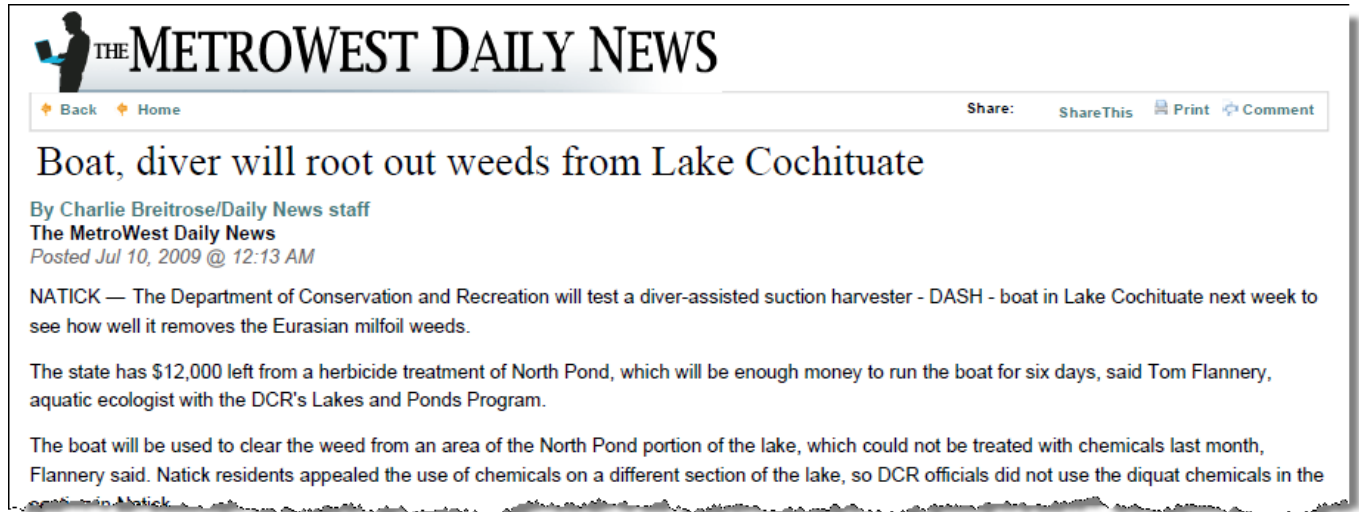 THE METROWEST DAILY NEWS
Back Home Share: ShareThis Print Comment
Boat, diver will root out weeds from Lake Cochituate
By Charlie Breitrose/Daily News staff
The MetroWest Daily News
Posted Jul 10, 2009 @ 12:13 AM
NATICK — The Department of Conservation and Recreation will test a diver-assisted suction harvester - DASH - boat in Lake Cochituate next week to
see how well it removes the Eurasian milfoil weeds.
The state has $12,000 left from a herbicide treatment of North Pond, which will be enough money to run the boat for six days, said Tom Flannery,
aquatic ecologist with the DCR's Lakes and Ponds Program.
The boat will be used to clear the weed from an area of the North Pond portion of the lake, which could not be treated with chemicals last month,
Flannery said. Natick residents appealed the use of chemicals on a different section of the lake, so DCR officials did not use the diquat chemicals in the